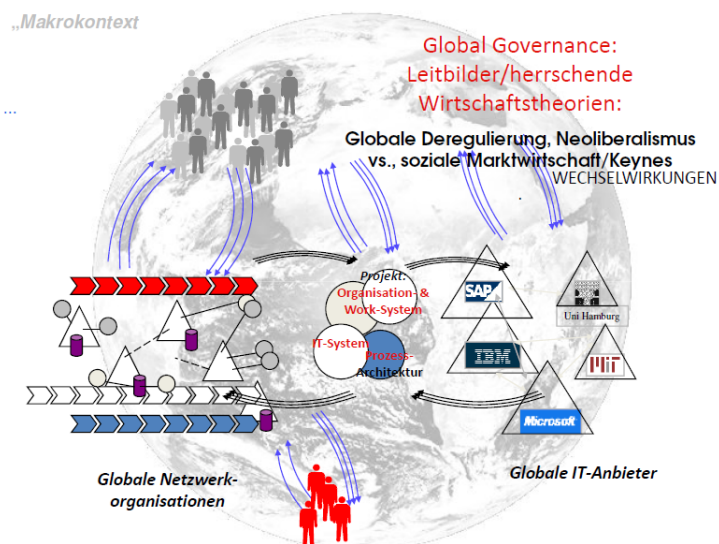 „Makrokontext
...
Global Governance:
Leitbilder/herrschende
Wirtschaftstheorien:
Globale Deregulierung, Neoliberalismus
vs., soziale Marktwirtschaft/Keynes
WECHSELWIRKUNGEN
Projekt:
Organisation- &
Work-System
IT-System
Prozess-
Architektur
SAP
Uni Hamburg
IBM
MIT
Microsoft
Globale Netzwerk-
organisationen
Globale IT-Anbieter